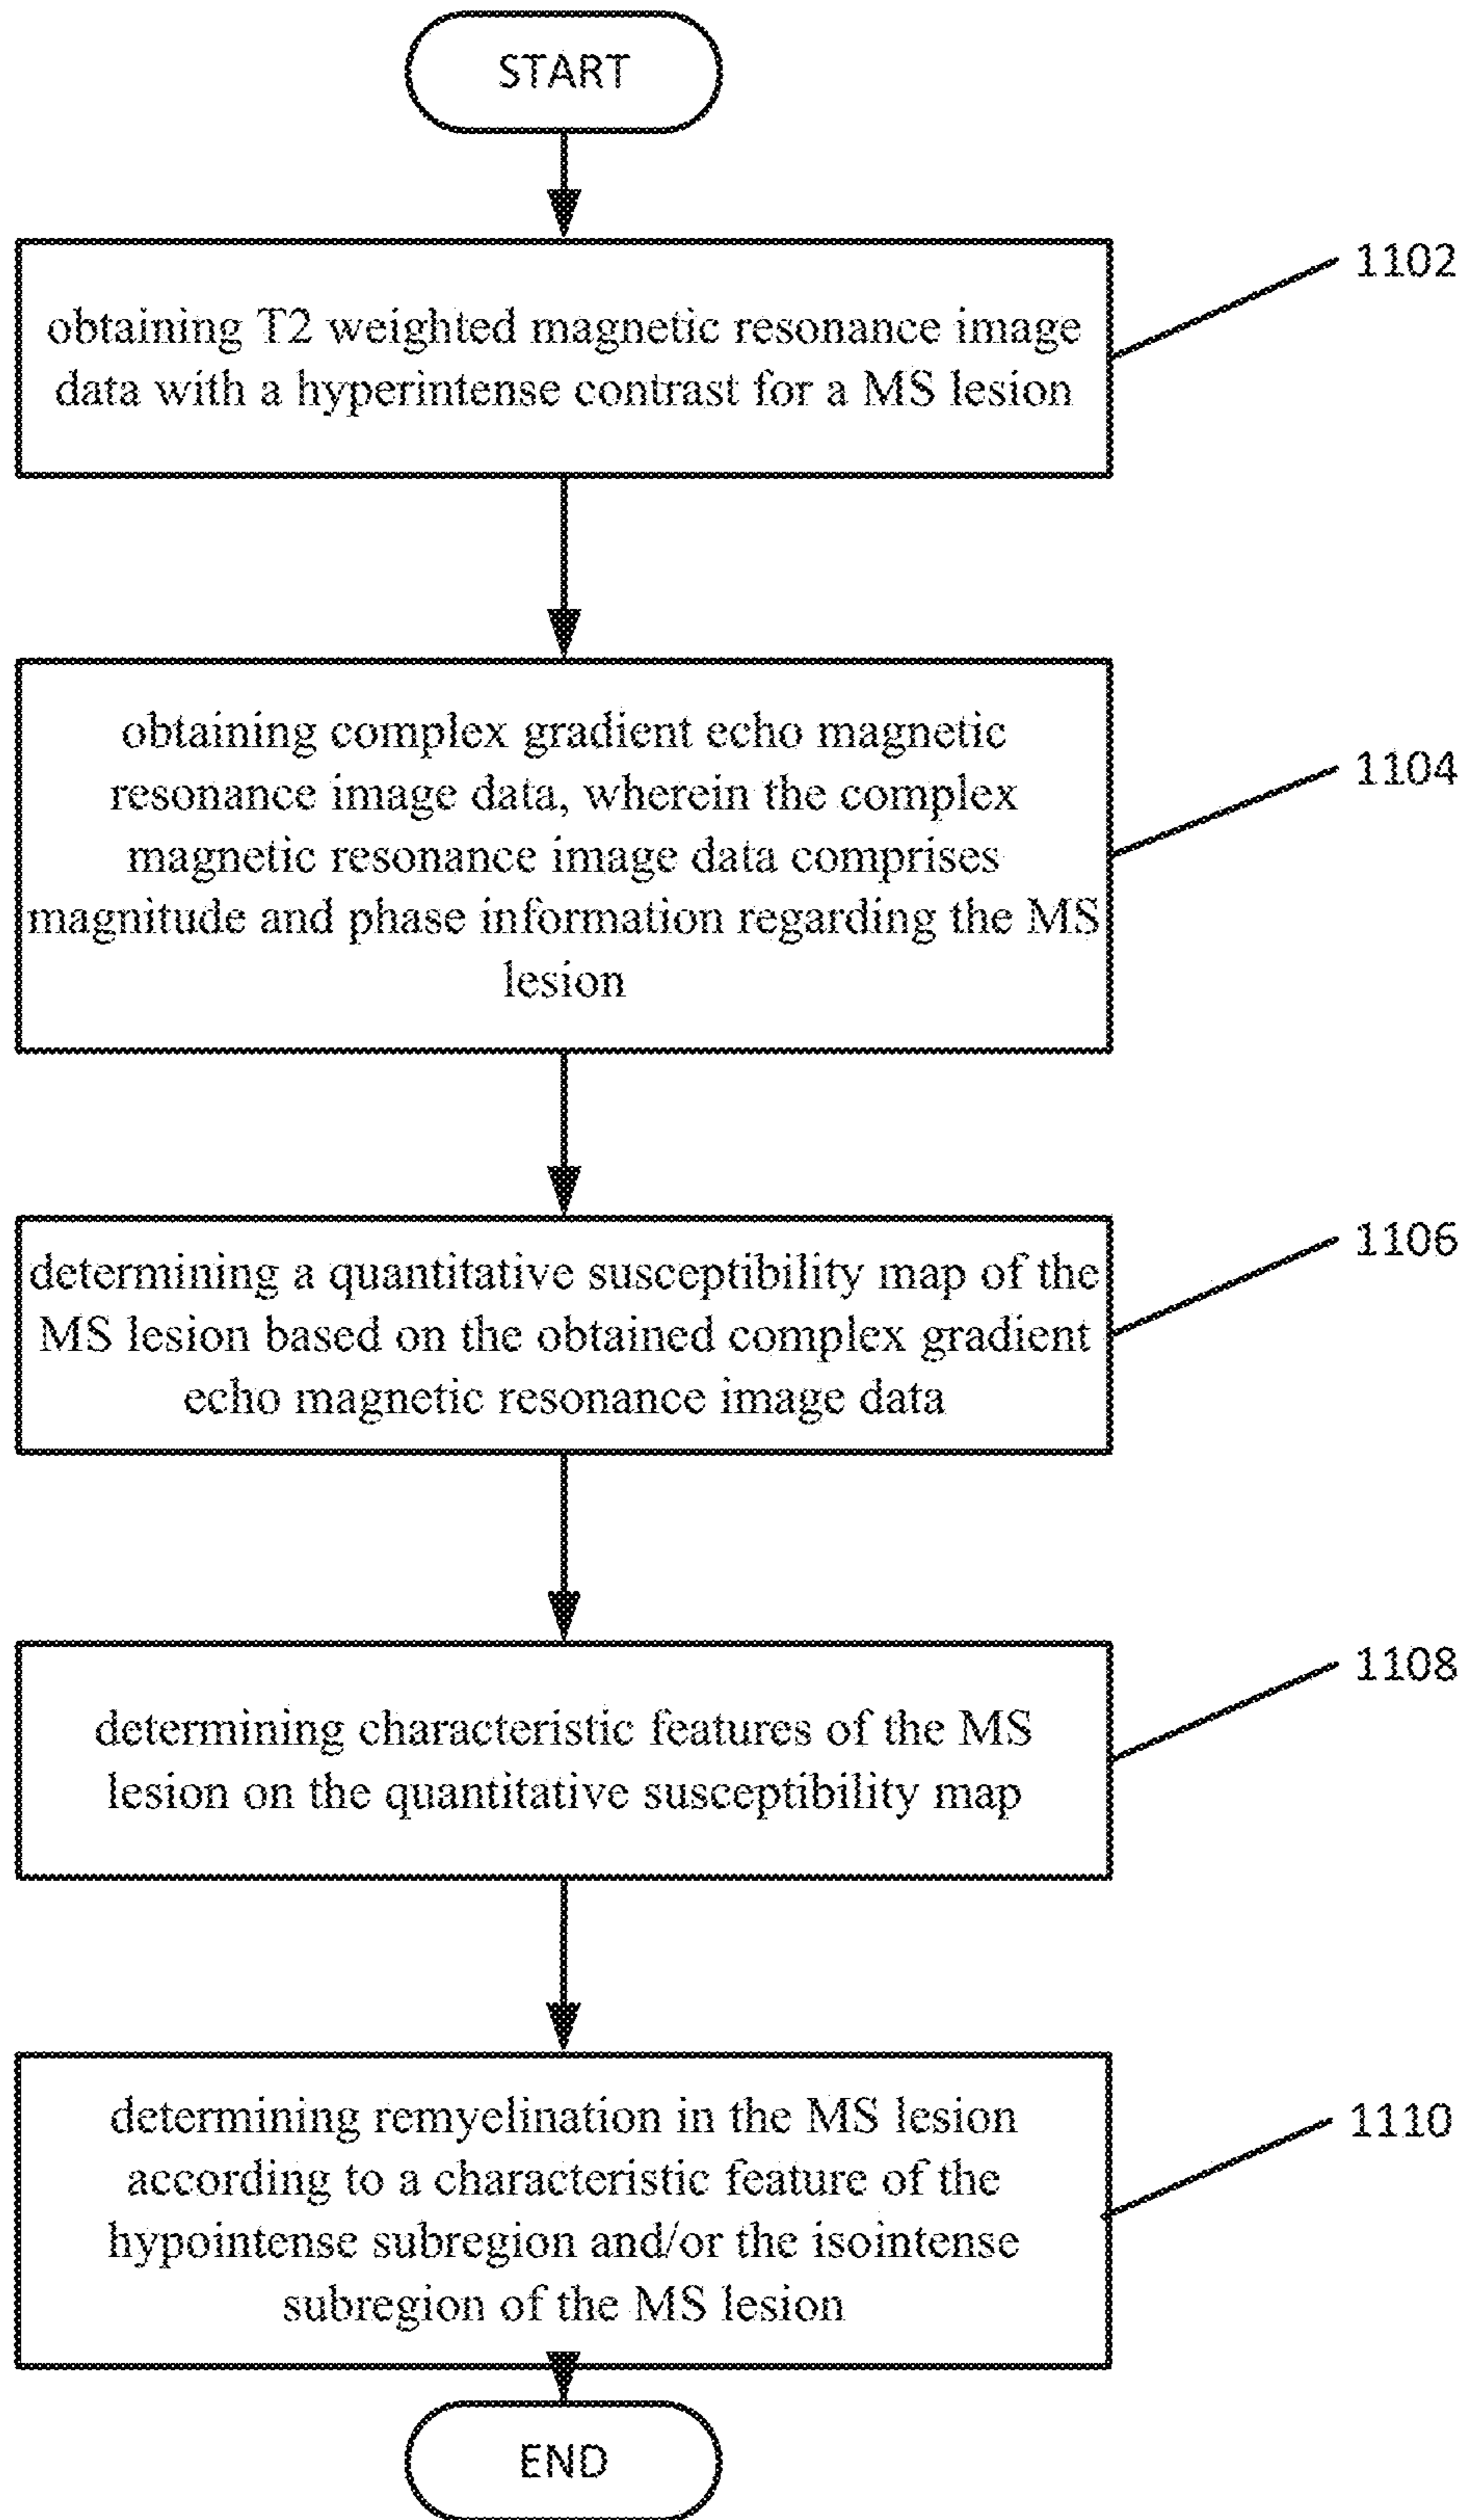 START
1102
obtaining T2 weighted magnetic resonance image
data with a hyperintense contrast for a MS lesion
1104
obtaining complex gradient echo magnetic
resonance image data, wherein the complex
magnetic resonance image data comprises
magnitude and phase information regarding the MS
lesion
1106
determining a quantitative susceptibility map of the
MS lesion based on the obtained complex gradient
echo magnetic resonance image data
1108
determining characteristic features of the MS
lesion on the quantitative susceptibility map
1110
determining remyelination in the MS lesion
according to a characteristic feature of the
hypointense subregion and/or the isointense
subregion of the MS lesion
END